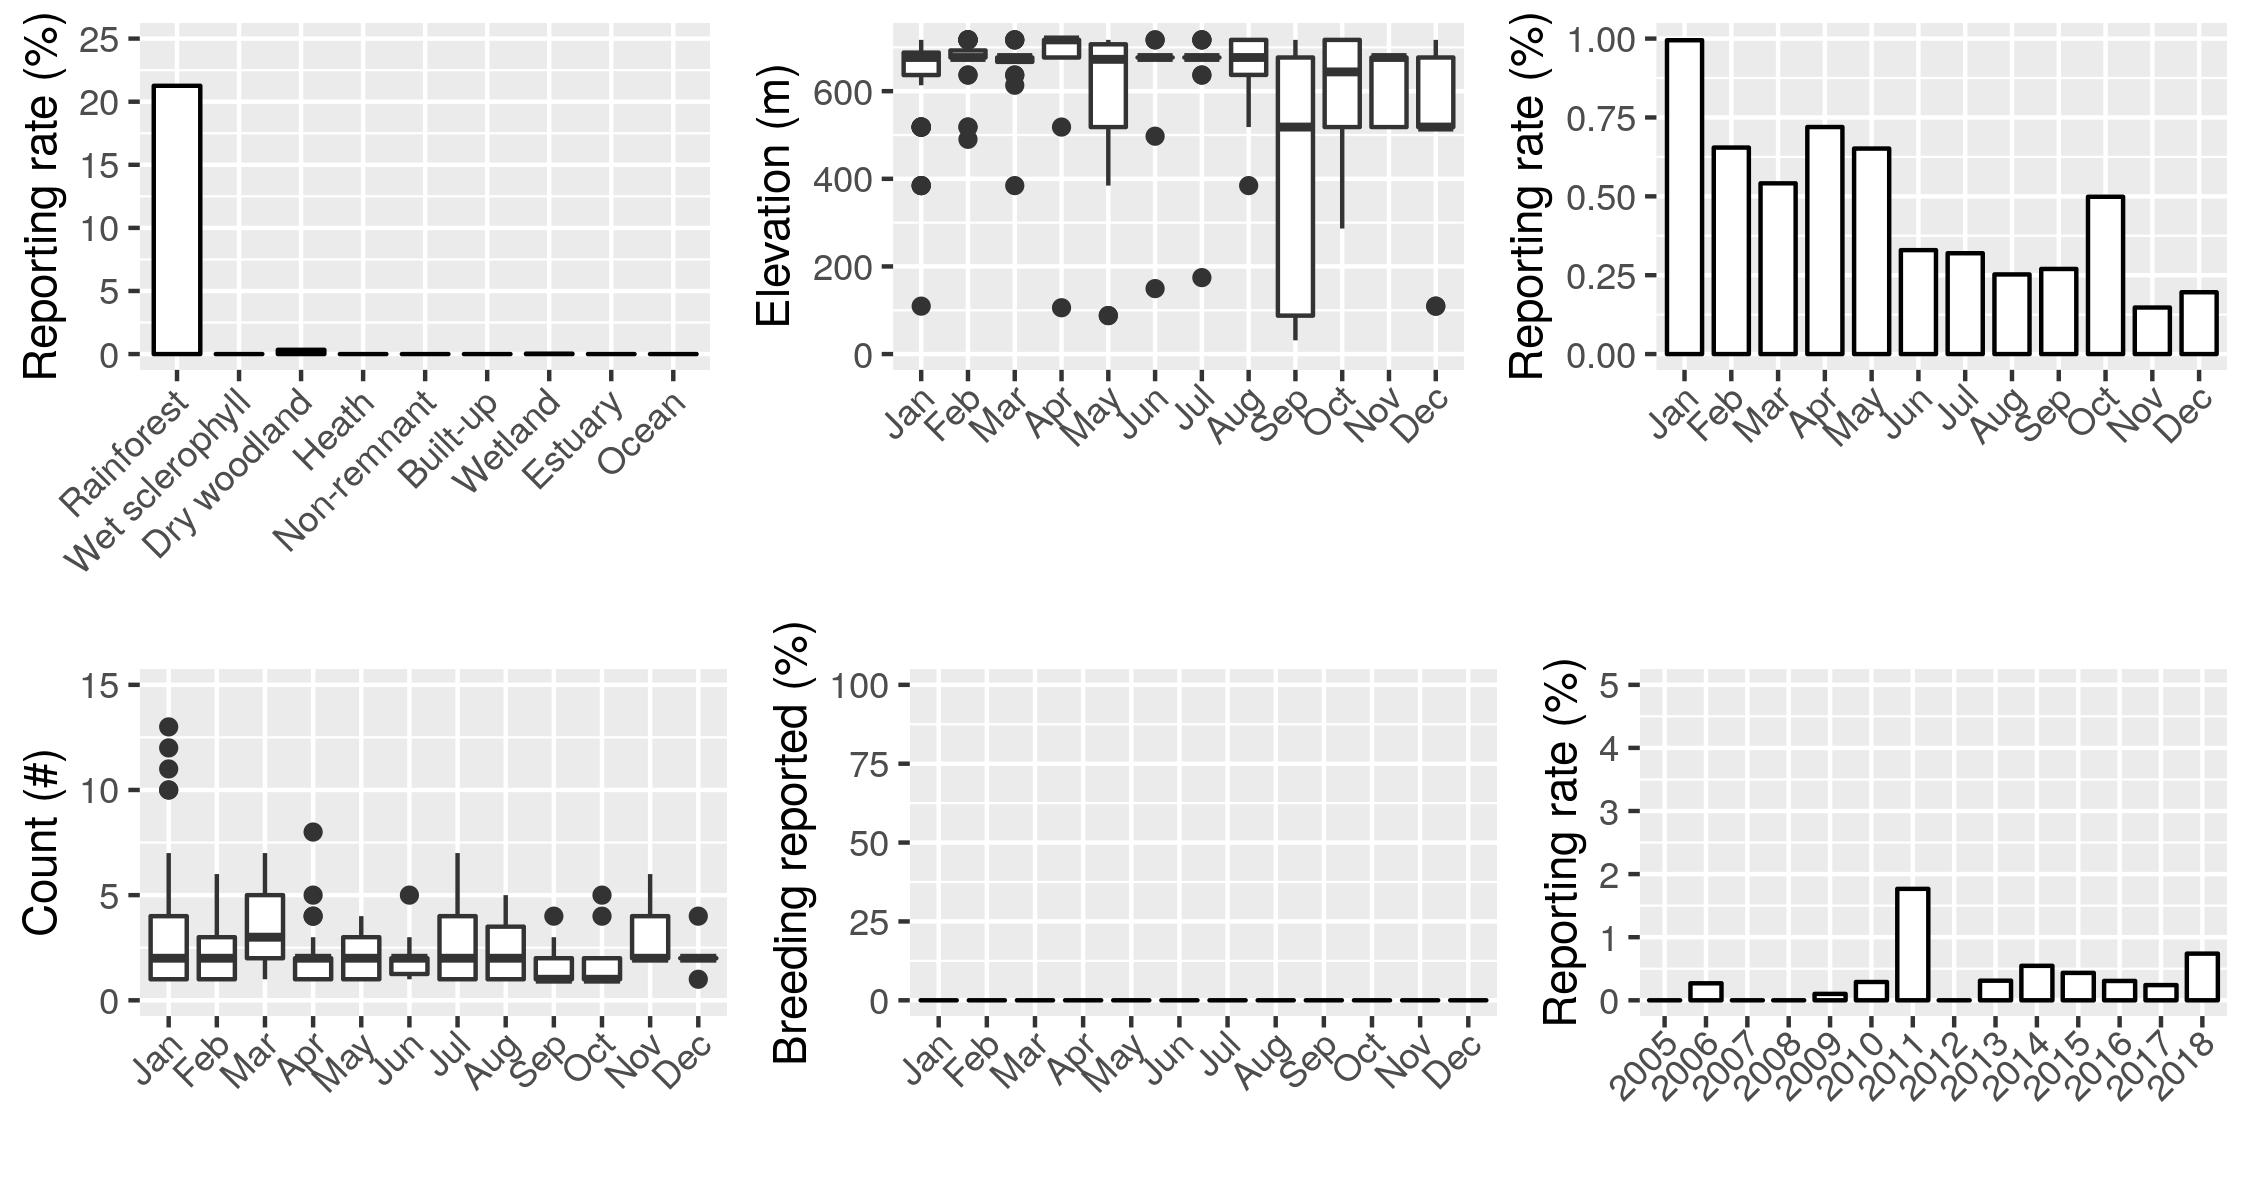 Reporting rate (%)
25
20
15
10
5
0
Rainforest
Wet sclerophyll
Dry woodland
Heath
Non-remnant
Built-up
Wetland
Estuary
Ocean
Elevation (m)
600
400
200
0
Jan
Feb
Mar
Apr
May
Jun
Jul
Aug
Sep
Oct
Nov
Dec
Reporting rate (%)
1.00
0.75
0.50
0.25
0.00
Jan
Feb
Mar
Apr
May
Jun
Jul
Aug
Sep
Oct
Nov
Dec
Count (#)
15
10
5
0
Jan
Feb
Mar
Apr
May
Jun
Jul
Aug
Sep
Oct
Nov
Dec
Breeding reported (%)
100
75
50
25
0
Jan
Feb
Mar
Apr
May
Jun
Jul
Aug
Sep
Oct
Nov
Dec
Reporting rate (%)
5
4
3
2
1
0
2005
2006
2007
2008
2009
2010
2011
2012
2013
2014
2015
2016
2017
2018